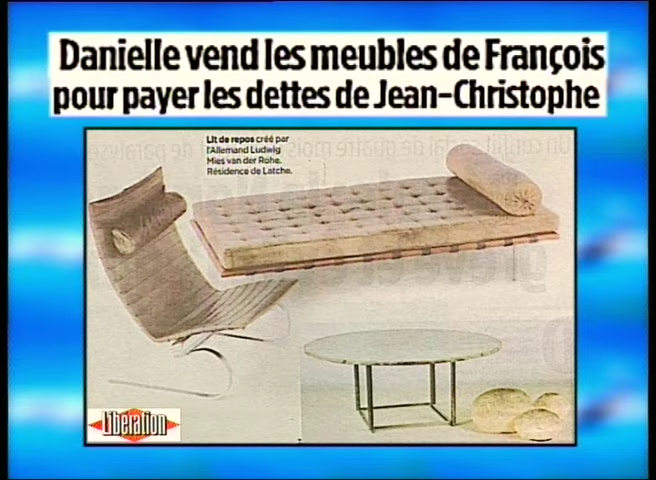 Danielle vend les meubles de François
pour payer les dettes de Jean-Christophe
Lit de repos créé par
l'Allemand Ludwig
Mies van der Rohe.
Résidence de Latche.
Libération